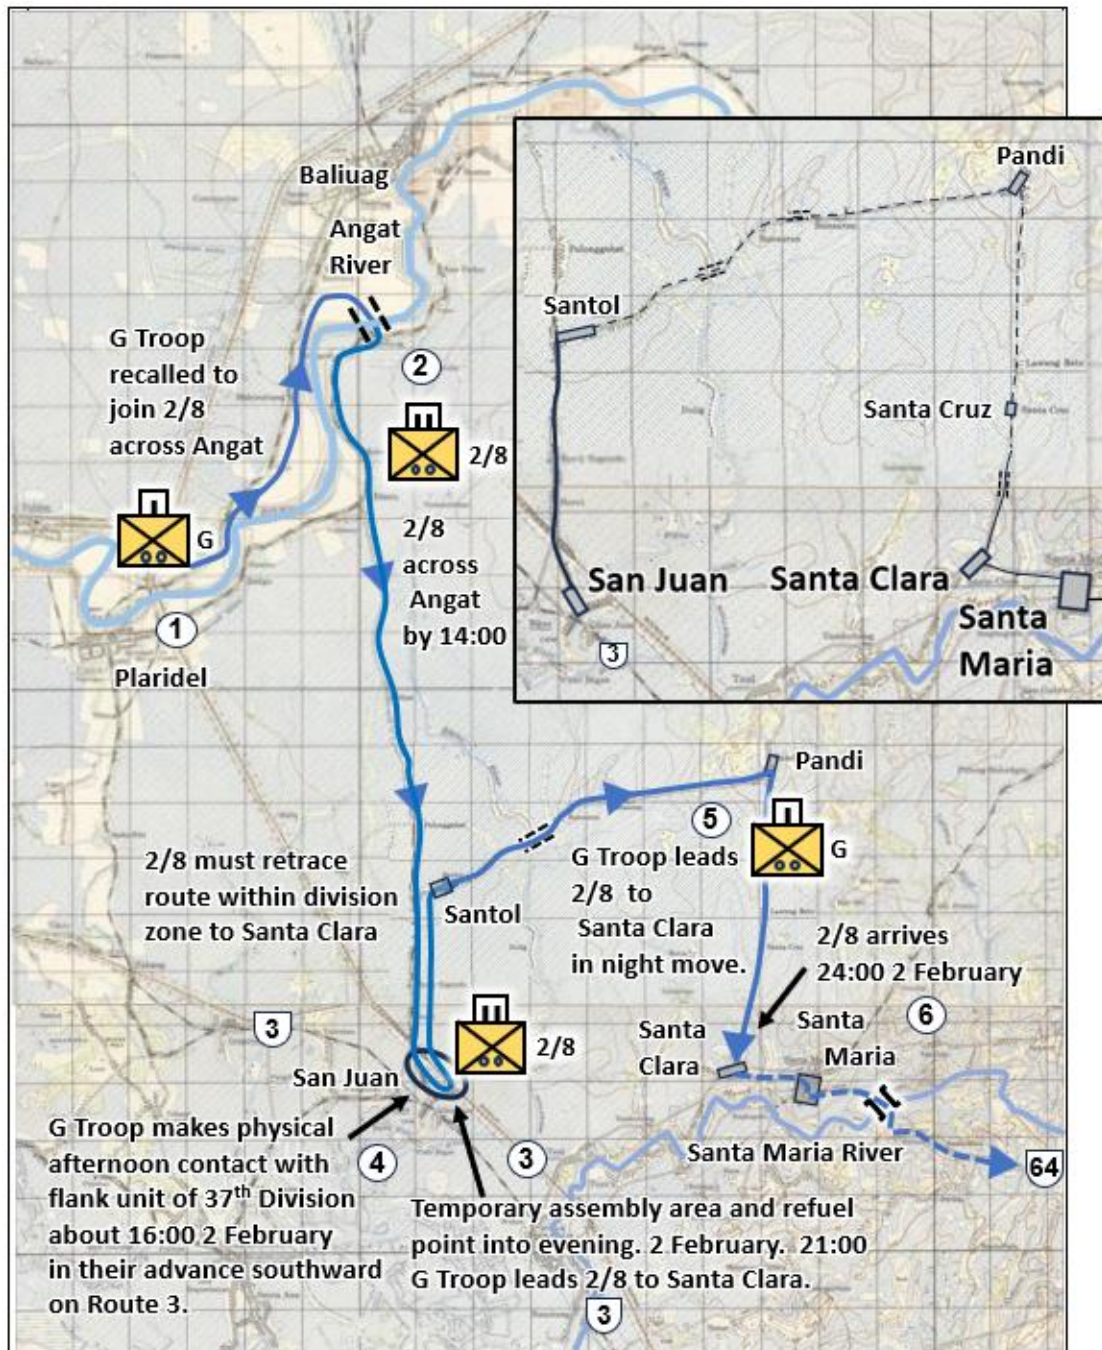 Baliuag
Angat
River
G Troop
recalled to
join 2/8
across Angat
2
2/8
G
2/8
across
Angat
by 14:00
1
Plaridel
Pandi
Santol
Santa Cruz
San Juan
Santa Clara
Santa
Maria
3
Pandi
5
G
G Troop leads
2/8 to
Santa Clara
in night move.
2/8 must retrace
route within division
zone to Santa Clara
Santol
2/8 arrives
24:00 2 February
6
3
2/8
Santa
Clara
Santa
Maria
San Juan
Santa Maria River
64
G Troop makes physical
afternoon contact with
flank unit of 37th Division
about 16:00 2 February
in their advance southward
on Route 3.
4
3
Temporary assembly area and refuel
point into evening. 2 February. 21:00
G Troop leads 2/8 to Santa Clara.
3